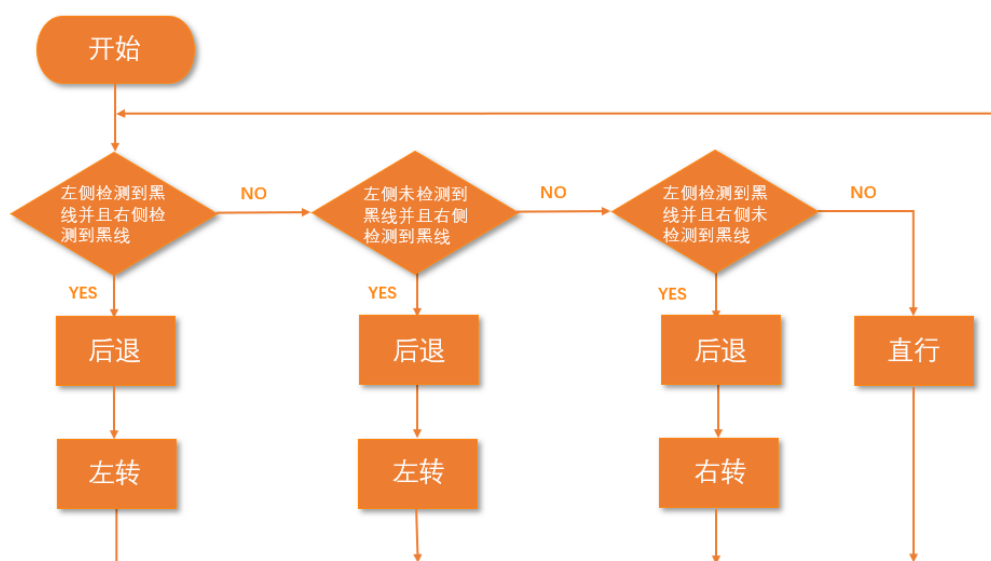 开始
左侧检测到黑
线并且右侧检
测到黑线
NO
左侧未检测到
黑线并且右侧
检测到黑线
NO
左侧检测到黑
线并且右侧未
检测到黑线
NO
YES
YES
YES
后退
后退
后退
直行
左转
左转
右转